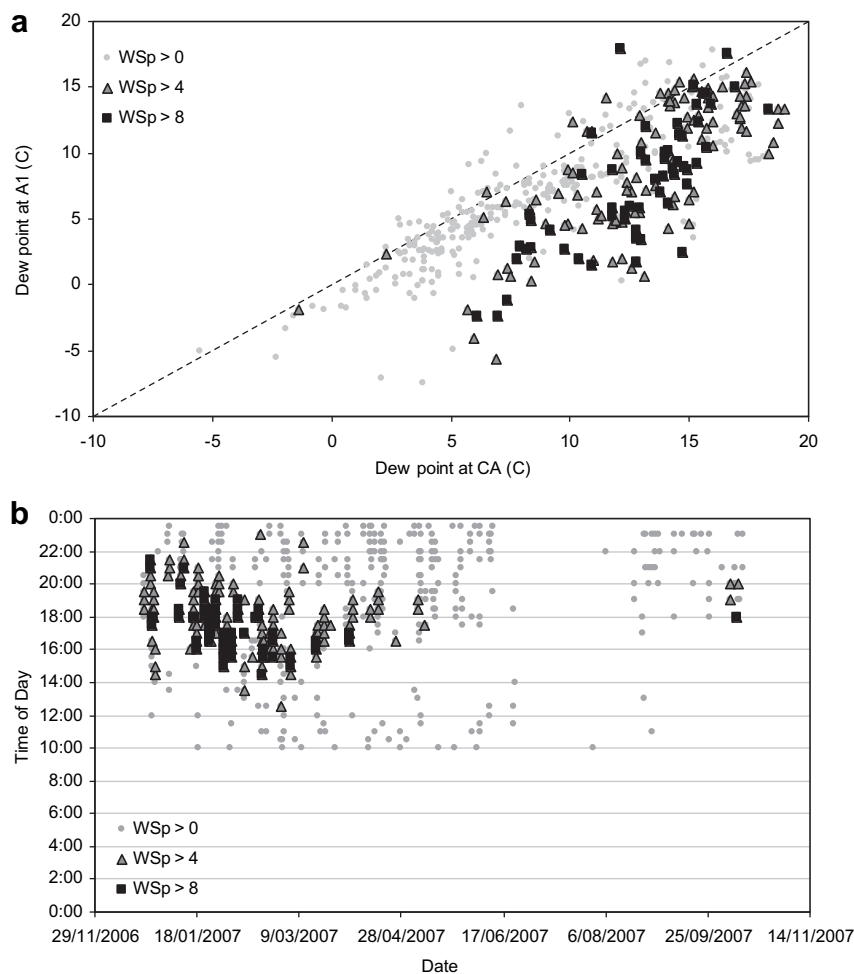 a
20
15
10
5
0
-5
-10
-10 -5 0 5 10 15 20
Dew point at A1 (C)
Dew point at CA (C)
WSp > 0
WSp > 4
WSp > 8
b
0:00
22:00
20:00
18:00
16:00
14:00
12:00
10:00
8:00
6:00
4:00
2:00
0:00
Time of Day
WSp > 0
WSp > 4
WSp > 8
29/11/2006 18/01/2007 9/03/2007 28/04/2007 17/06/2007 6/08/2007 25/09/2007 14/11/2007
Date